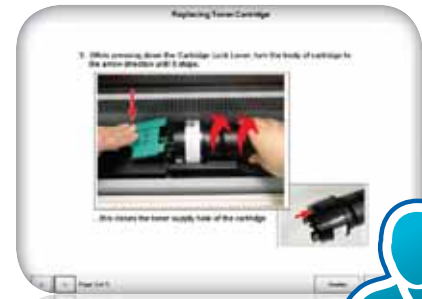 Replacing Toner Cartridge
While pressing down the Cartridge Lock Lever, turn the body of cartridge to
the arrow direction until it stops.
this closes the toner supply hole of the cartridge
Page 3 of 5